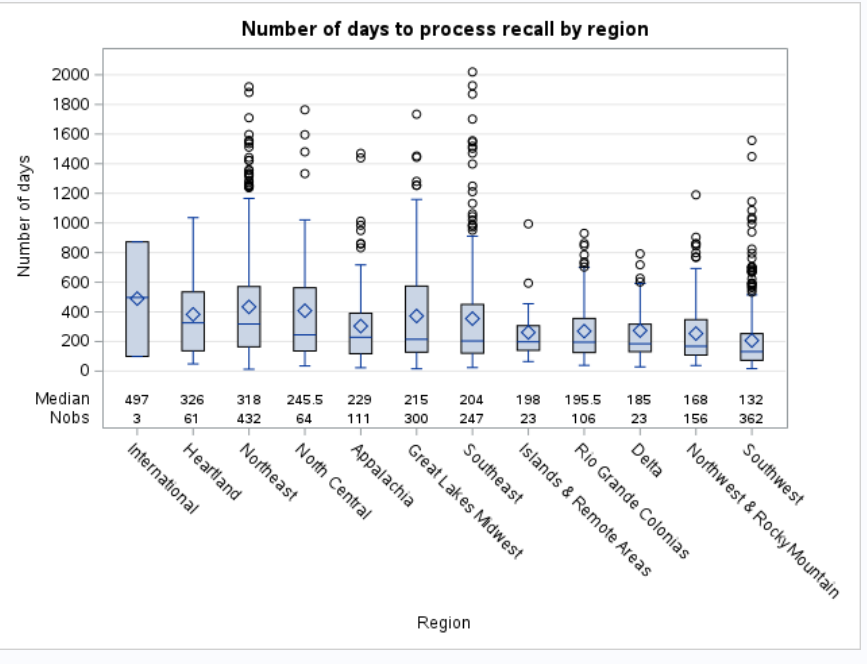 Number of days to process recall by region
Number of days
2000
1800
1600
1400
1200
1000
800
600
400
200
0
Median 497 326 318 245.5 229 215 204 198 195.5 185 168 132
Nobs 3 61 432 64 111 300 247 23 106 23 156 362
International
Heartland
Northeast
North Central
Appalachia
Great Lakes Midwest
Southeast
Islands & Remote Areas
Rio Grande Colonias
Delta
Northwest & Rocky Mountain
Southwest
Region